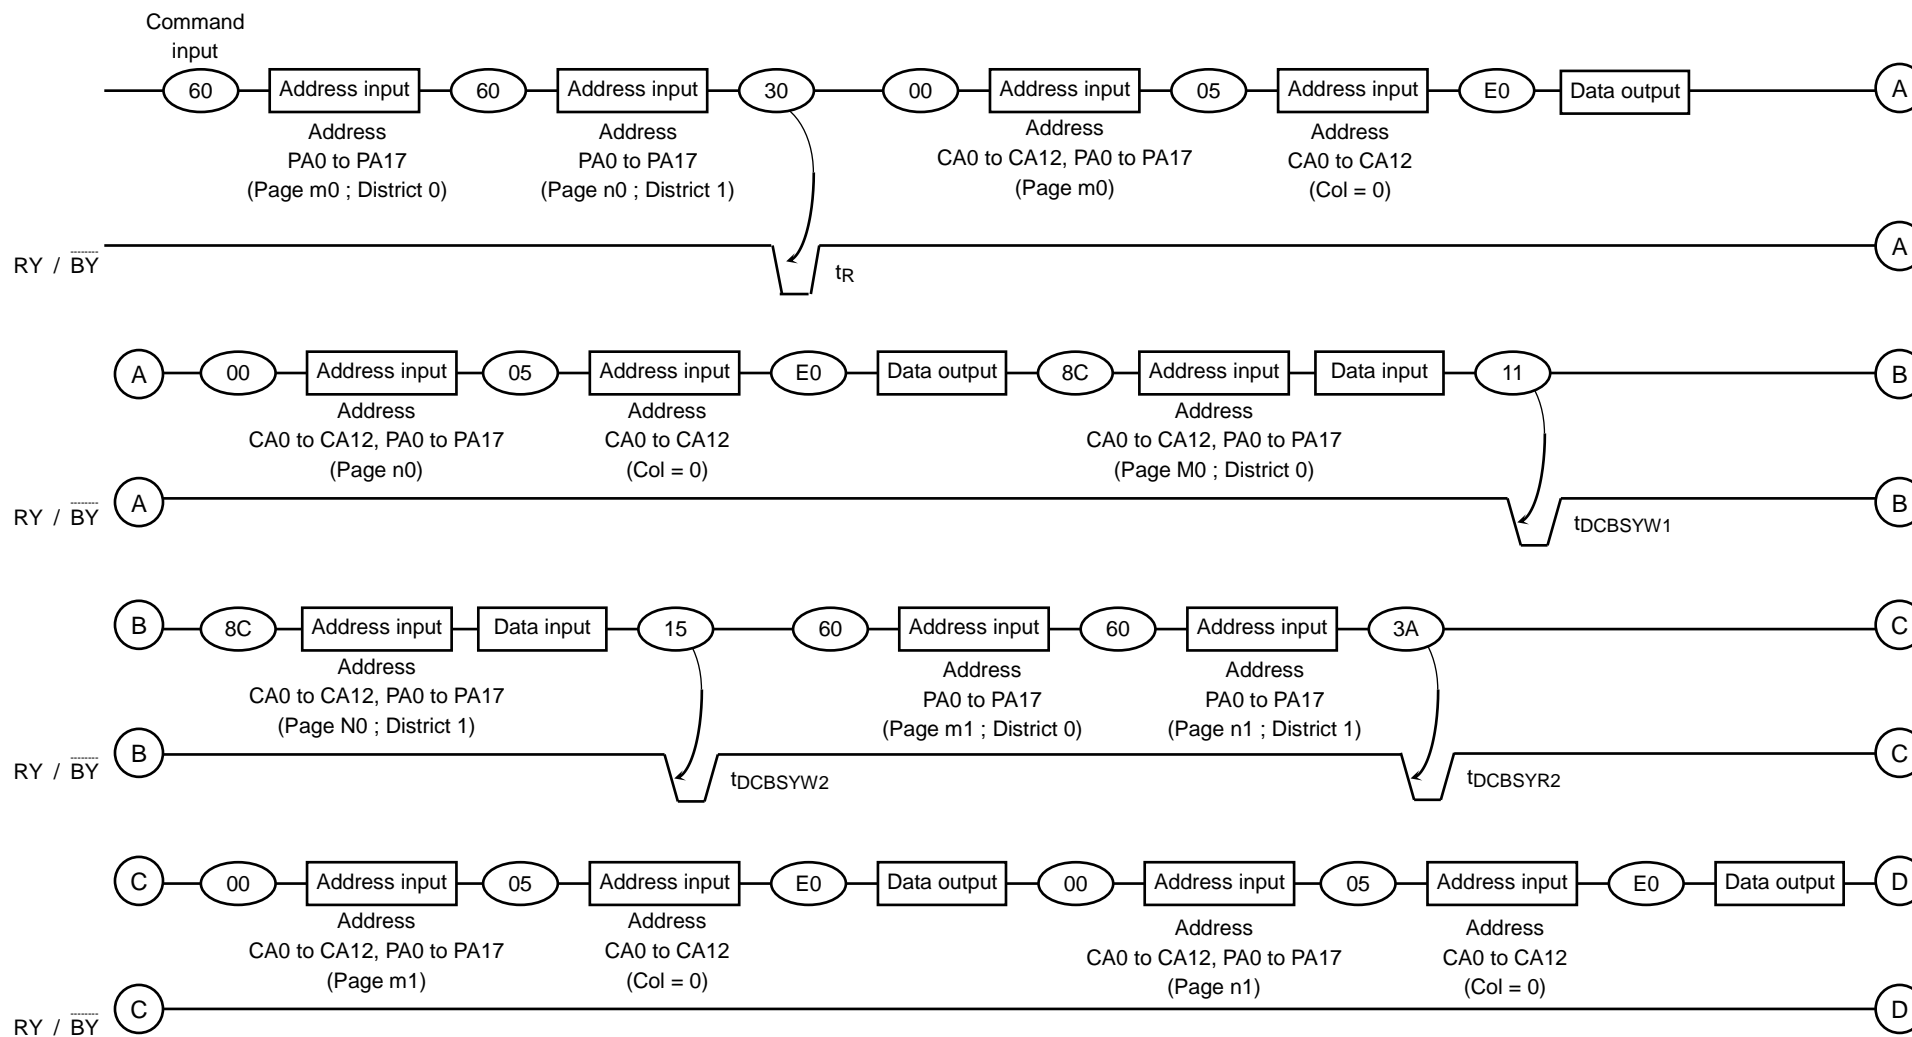 Command
input
60 Address input 60 Address input 30 00 Address input 05 Address input E0 Data output A
Address
PA0 to PA17
(Page m0 ; District 0)
Address
PA0 to PA17
(Page n0 ; District 1)
Address
CA0 to CA12, PA0 to PA17
(Page m0)
Address
CA0 to CA12
(Col = 0)
RY / BY tR A
A 00 Address input 05 Address input E0 Data output 8C Address input Data input 11 B
Address
CA0 to CA12, PA0 to PA17
(Page n0)
Address
CA0 to CA12
(Col = 0)
Address
CA0 to CA12, PA0 to PA17
(Page M0 ; District 0)
RY / BY A tDCBSYW1 B
B 8C Address input Data input 15 60 Address input 60 Address input 3A C
Address
CA0 to CA12, PA0 to PA17
(Page N0 ; District 1)
Address
PA0 to PA17
(Page m1 ; District 0)
Address
PA0 to PA17
(Page n1 ; District 1)
RY / BY B tDCBSYW2 tDCBSYR2 C
C 00 Address input 05 Address input E0 Data output 00 Address input 05 Address input E0 Data output D
Address
CA0 to CA12, PA0 to PA17
(Page m1)
Address
CA0 to CA12
(Col = 0)
Address
CA0 to CA12, PA0 to PA17
(Page n1)
Address
CA0 to CA12
(Col = 0)
RY / BY C D